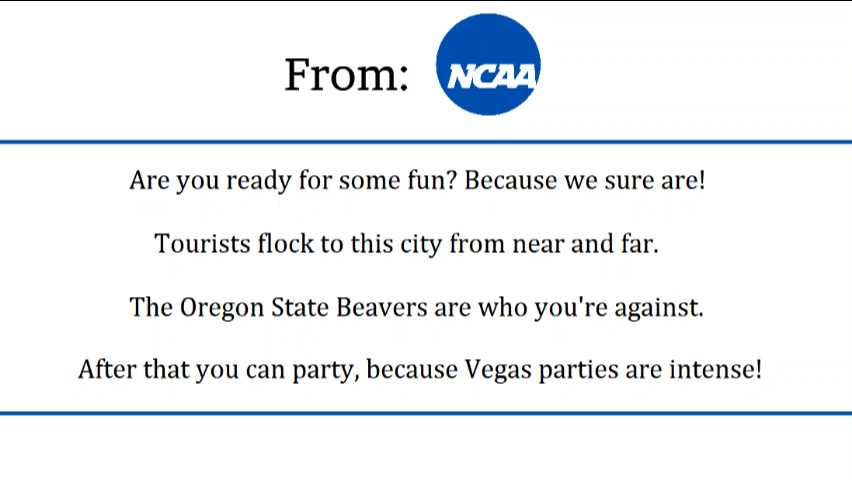 From: NCAA
Are you ready for some fun? Because we sure are!
Tourists flock to this city from near and far.
The Oregon State Beavers are who you're against.
After that you can party, because Vegas parties are intense!